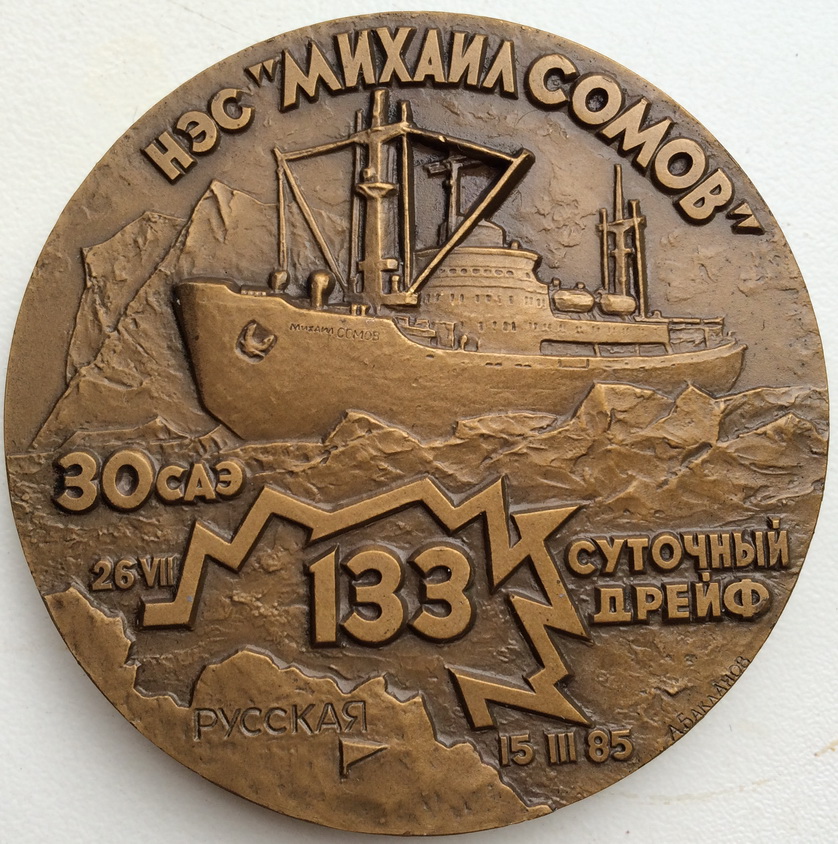 НЭС "МИХАИЛ СОМОВ"
МИХАИЛ СОМОВ
30 САЭ
26 VII
133
СУТОЧНЫЙ
ДРЕЙФ
РУССКАЯ
15 III 85
А.БАКЛАНОВ